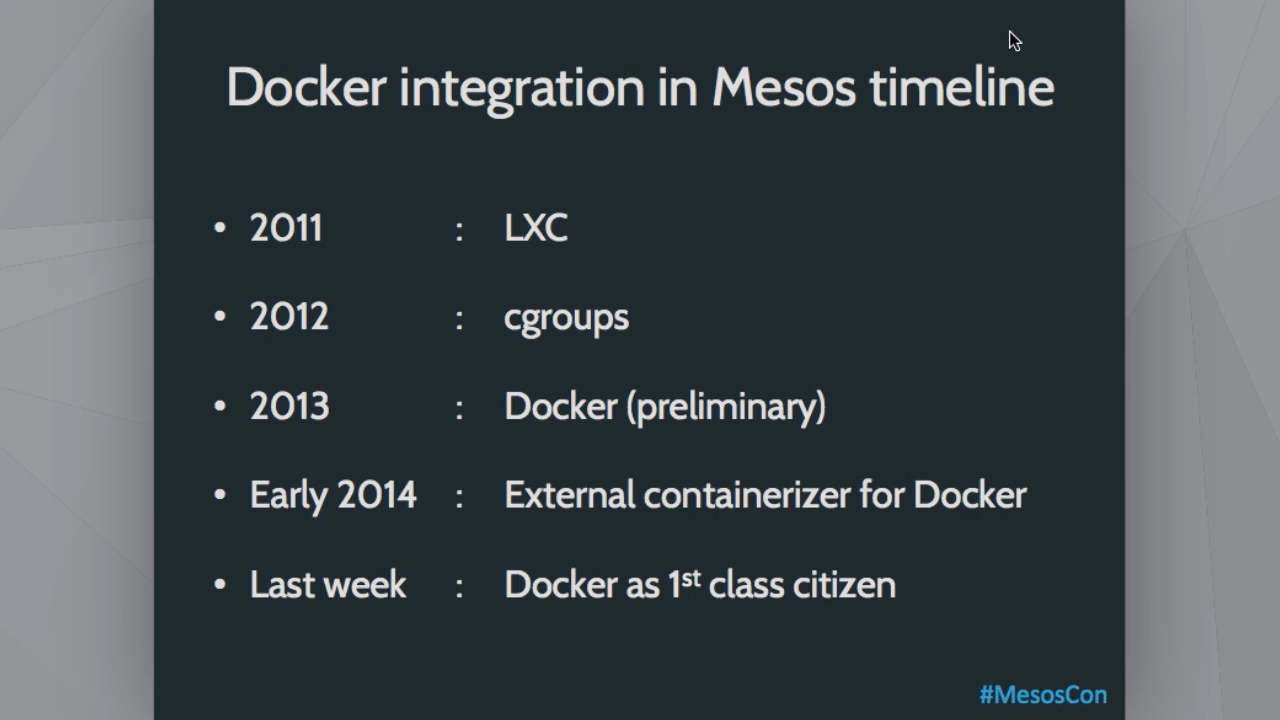 Docker integration in Mesos timeline
• 2011 : LXC
• 2012 : cgroups
• 2013 : Docker (preliminary)
• Early 2014 : External containerizer for Docker
• Last week : Docker as 1st class citizen
#MesosCon